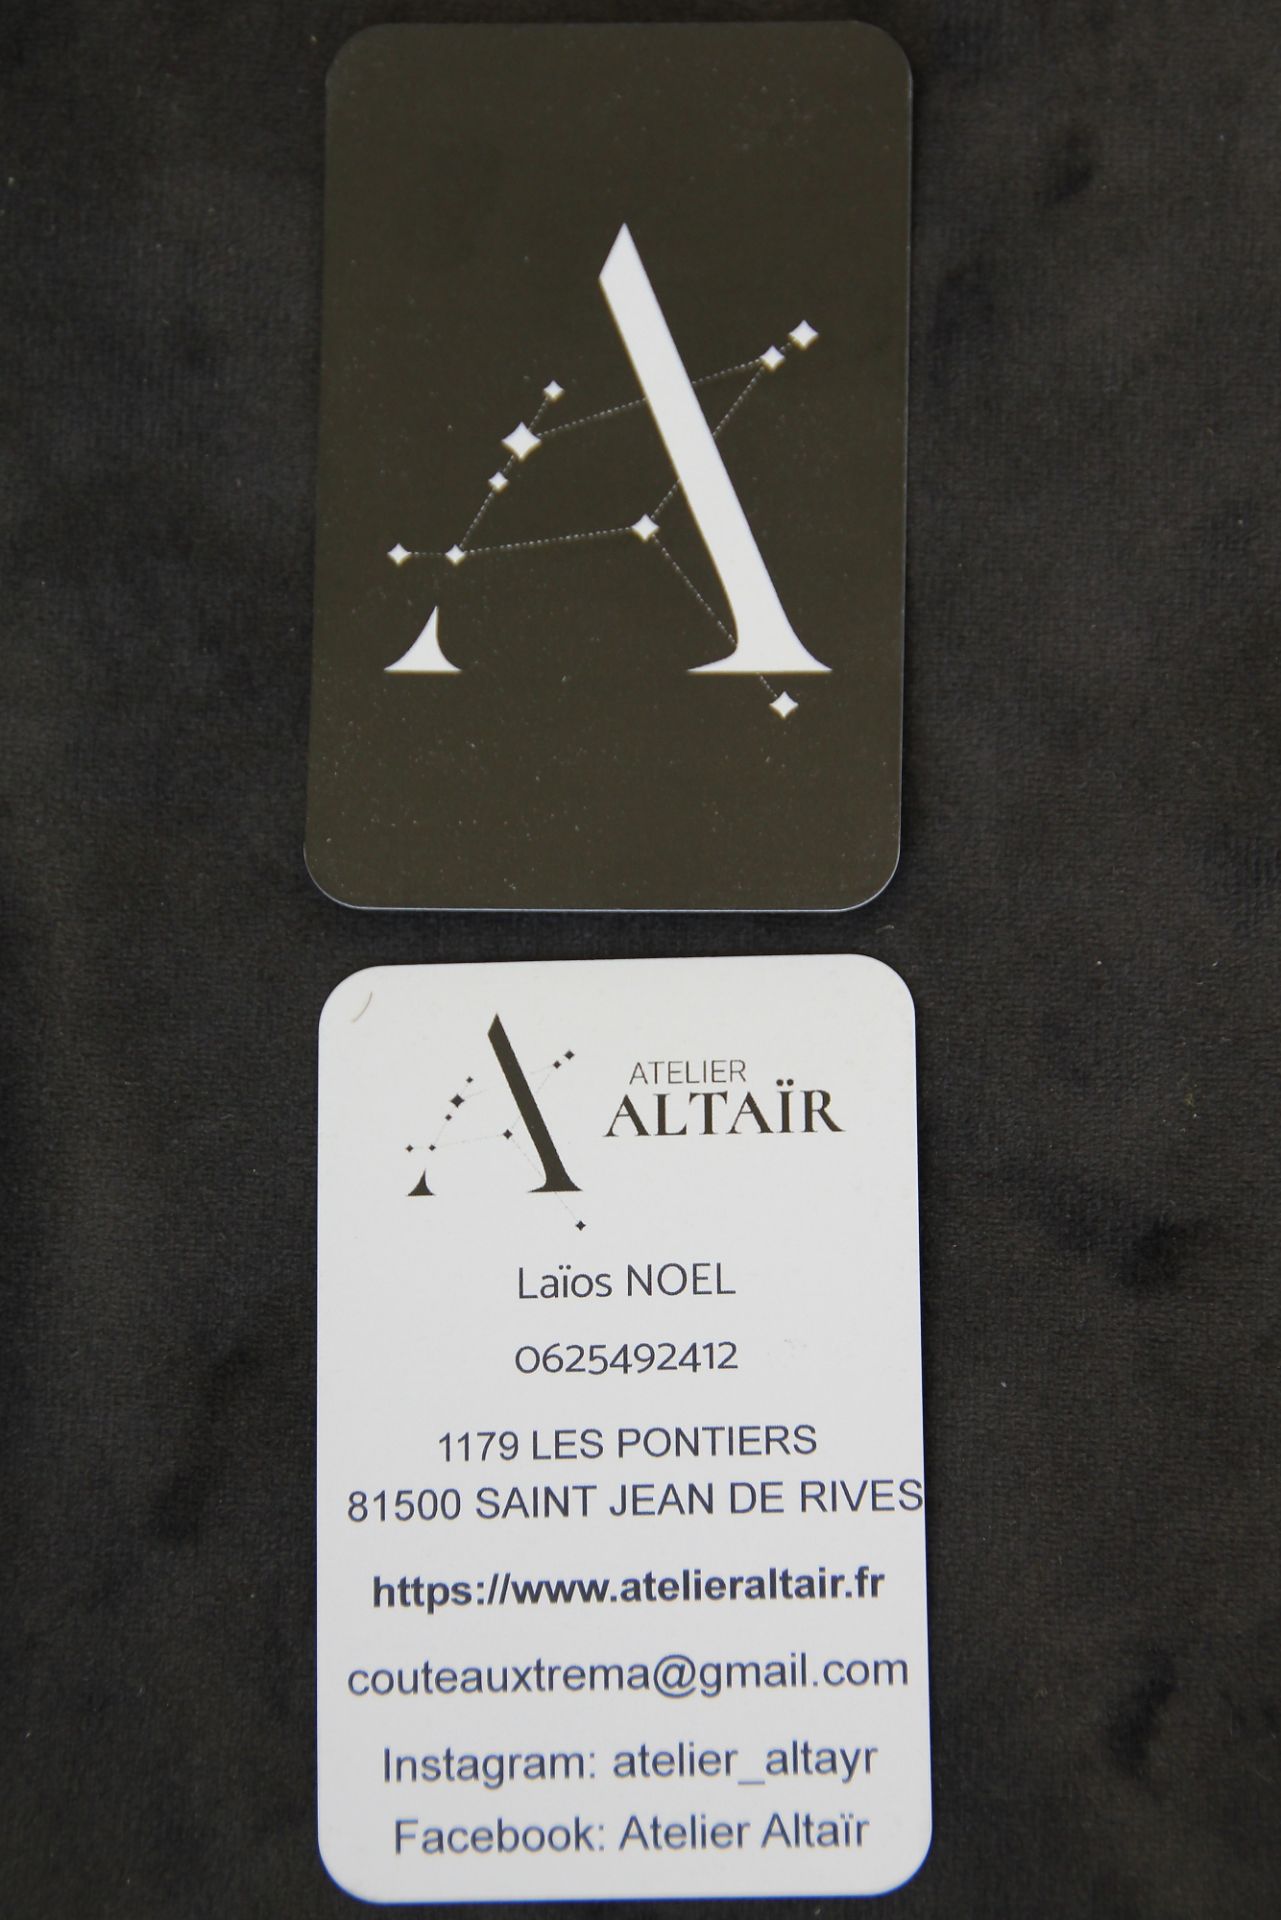 A
A
ATELIER
ALTAÏR
Laïos NOEL
0625492412
1179 LES PONTIERS
81500 SAINT JEAN DE RIVES
https://www.atelieraltair.fr
couteauxtrema@gmail.com
Instagram: atelier_altayr
Facebook: Atelier Altaïr